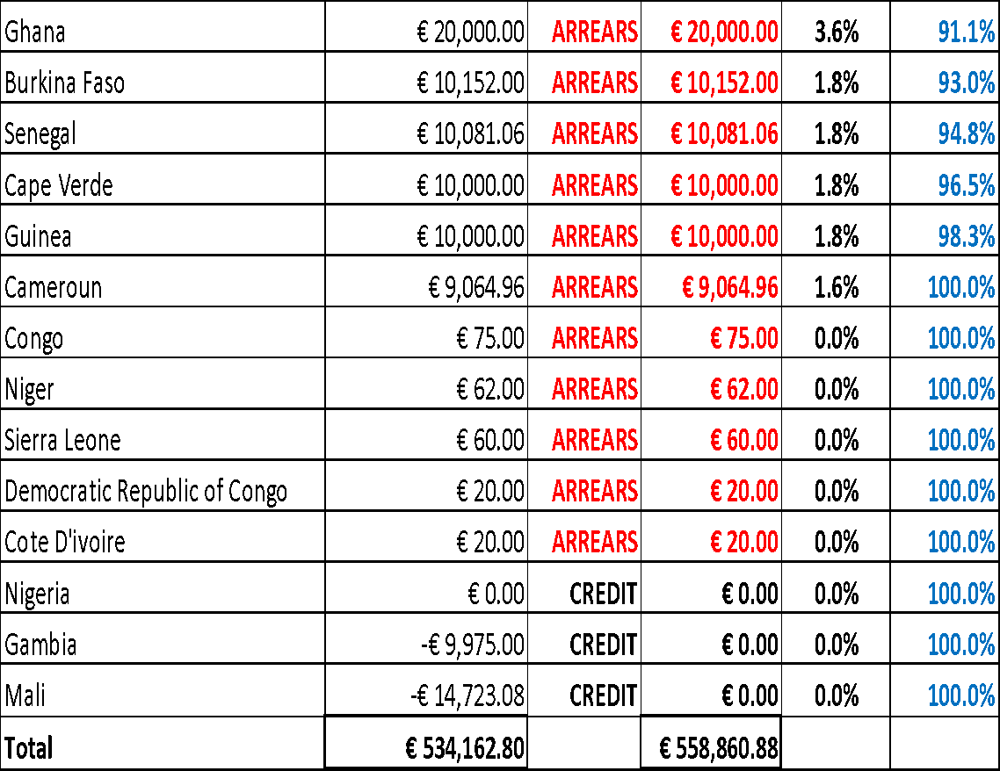 Ghana € 20,000.00 ARREARS € 20,000.00 3.6% 91.1%
Burkina Faso € 10,152.00 ARREARS € 10,152.00 1.8% 93.0%
Senegal € 10,081.06 ARREARS € 10,081.06 1.8% 94.8%
Cape Verde € 10,000.00 ARREARS € 10,000.00 1.8% 96.5%
Guinea € 10,000.00 ARREARS € 10,000.00 1.8% 98.3%
Cameroun € 9,064.96 ARREARS € 9,064.96 1.6% 100.0%
Congo € 75.00 ARREARS € 75.00 0.0% 100.0%
Niger € 62.00 ARREARS € 62.00 0.0% 100.0%
Sierra Leone € 60.00 ARREARS € 60.00 0.0% 100.0%
Democratic Republic of Congo € 20.00 ARREARS € 20.00 0.0% 100.0%
Cote D'ivoire € 20.00 ARREARS € 20.00 0.0% 100.0%
Nigeria € 0.00 CREDIT € 0.00 0.0% 100.0%
Gambia -€ 9,975.00 CREDIT € 0.00 0.0% 100.0%
Mali -€ 14,723.08 CREDIT € 0.00 0.0% 100.0%
Total € 534,162.80 € 558,860.88